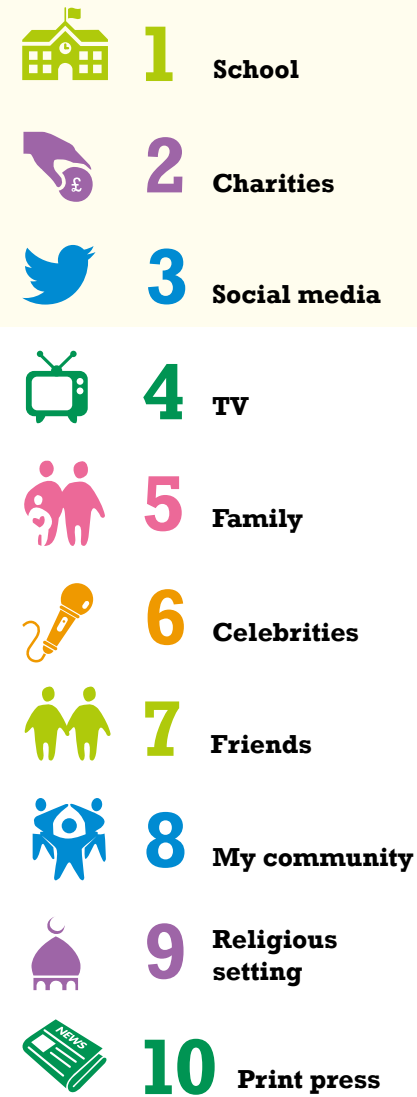 1 School
£
2 Charities
3 Social media
4 TV
5 Family
6 Celebrities
7 Friends
8 My community
9 Religious
setting
NEWS
10 Print press